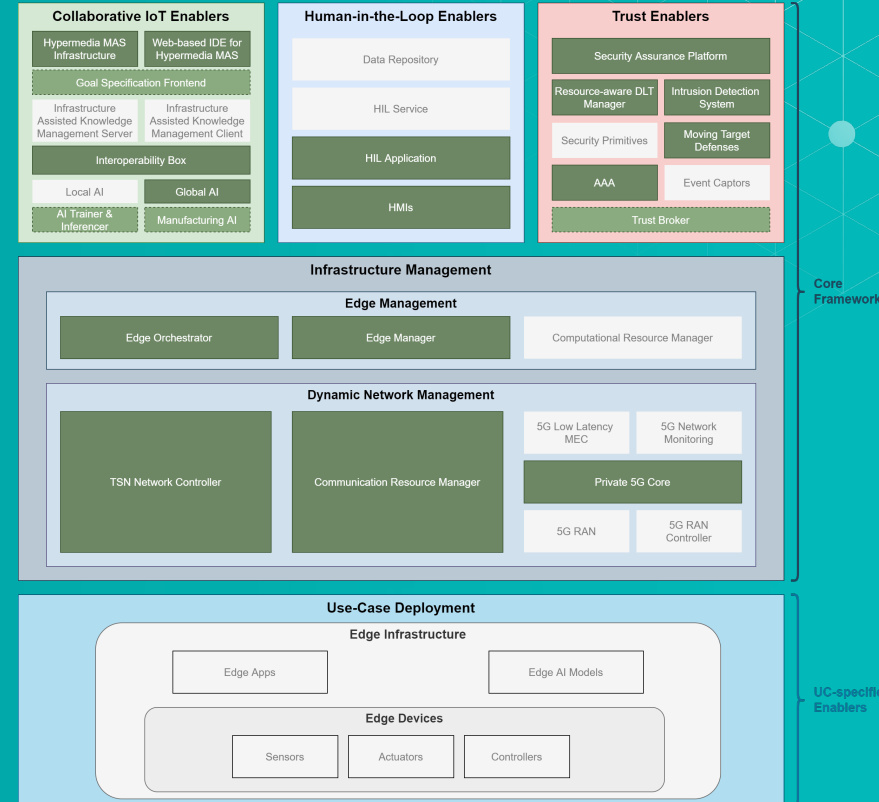 Collaborative IoT Enablers
Hypermedia MAS
Infrastructure
Web-based IDE for
Hypermedia MAS
Goal Specification Frontend
Infrastructure
Assisted Knowledge
Management Server
Infrastructure
Assisted Knowledge
Management Client
Interoperability Box
Local AI
Global AI
AI Trainer &
Inferencer
Manufacturing AI
Human-in-the-Loop Enablers
Data Repository
HIL Service
HIL Application
HMIs
Trust Enablers
Security Assurance Platform
Resource-aware DLT
Manager
Intrusion Detection
System
Security Primitives
Moving Target
Defenses
AAA
Event Captors
Trust Broker
Core
Framework
Infrastructure Management
Edge Management
Edge Orchestrator
Edge Manager
Computational Resource Manager
Dynamic Network Management
TSN Network Controller
Communication Resource Manager
5G Low Latency
MEC
5G Network
Monitoring
Private 5G Core
5G RAN
5G RAN
Controller
Use-Case Deployment
Edge Infrastructure
Edge Apps
Edge AI Models
Edge Devices
Sensors
Actuators
Controllers
UC-specific
Enablers